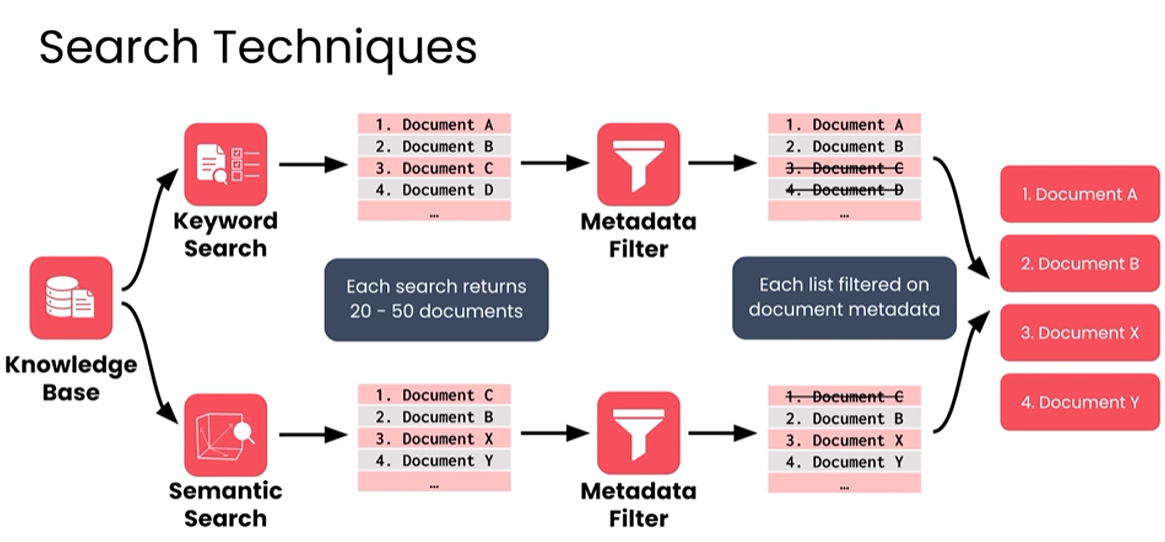 Search Techniques
Keyword
Search
1. Document A
2. Document B
3. Document C
4. Document D
...
Metadata
Filter
1. Document A
2. Document B
3. Document C
4. Document D
...
Knowledge
Base
Each search returns
20 - 50 documents
Each list filtered on
document metadata
Semantic
Search
1. Document C
2. Document B
3. Document X
4. Document Y
...
Metadata
Filter
1. Document C
2. Document B
3. Document X
4. Document Y
...
1. Document A
2. Document B
3. Document X
4. Document Y